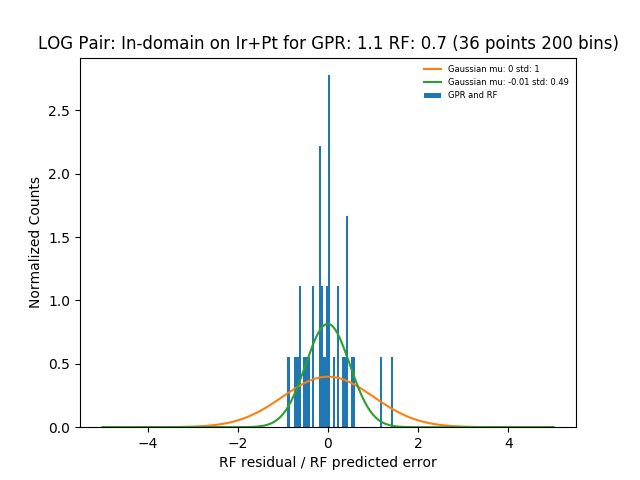 LOG Pair: In-domain on Ir+Pt for GPR: 1.1 RF: 0.7 (36 points 200 bins)
Gaussian mu: 0 std: 1
Gaussian mu: -0.01 std: 0.49
GPR and RF
Normalized Counts
2.5
2.0
1.5
1.0
0.5
0.0
−4 −2 0 2 4
RF residual / RF predicted error